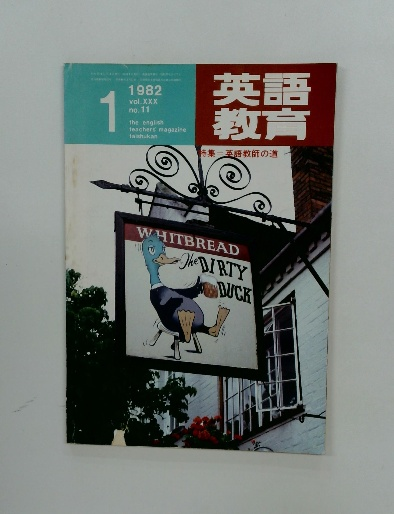 1
1982
vol.XXX
no.11
the english
teachers' magazine
taishukan
英語
教育
特集=英語教師の道
WHITBREAD
The DIRTY
DUCK